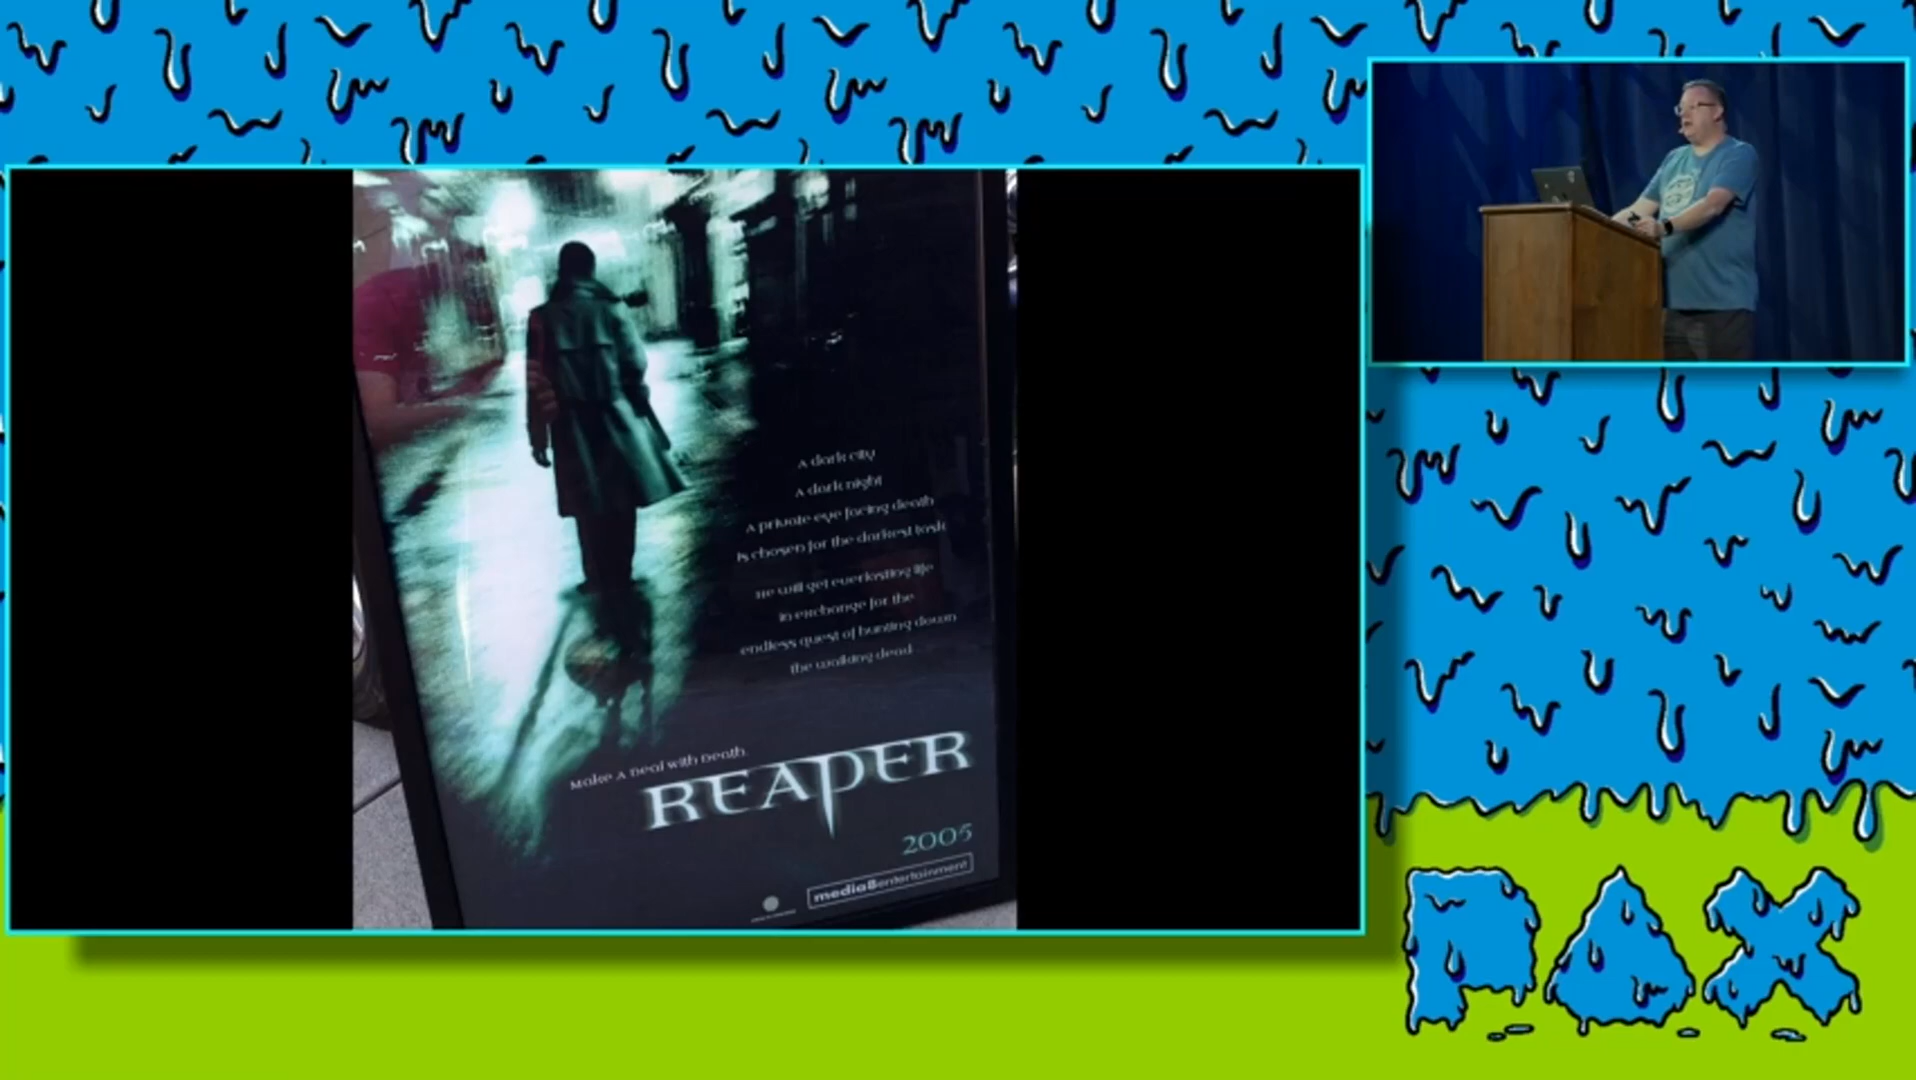 A dark city
A dark night
A private eye facing death
is chosen for the darkest task
He will get everlasting life
in exchange for the
endless quest of hunting down
the walking dead
Make A Deal with Death.
REAPER
2005
media8entertainment
PAX